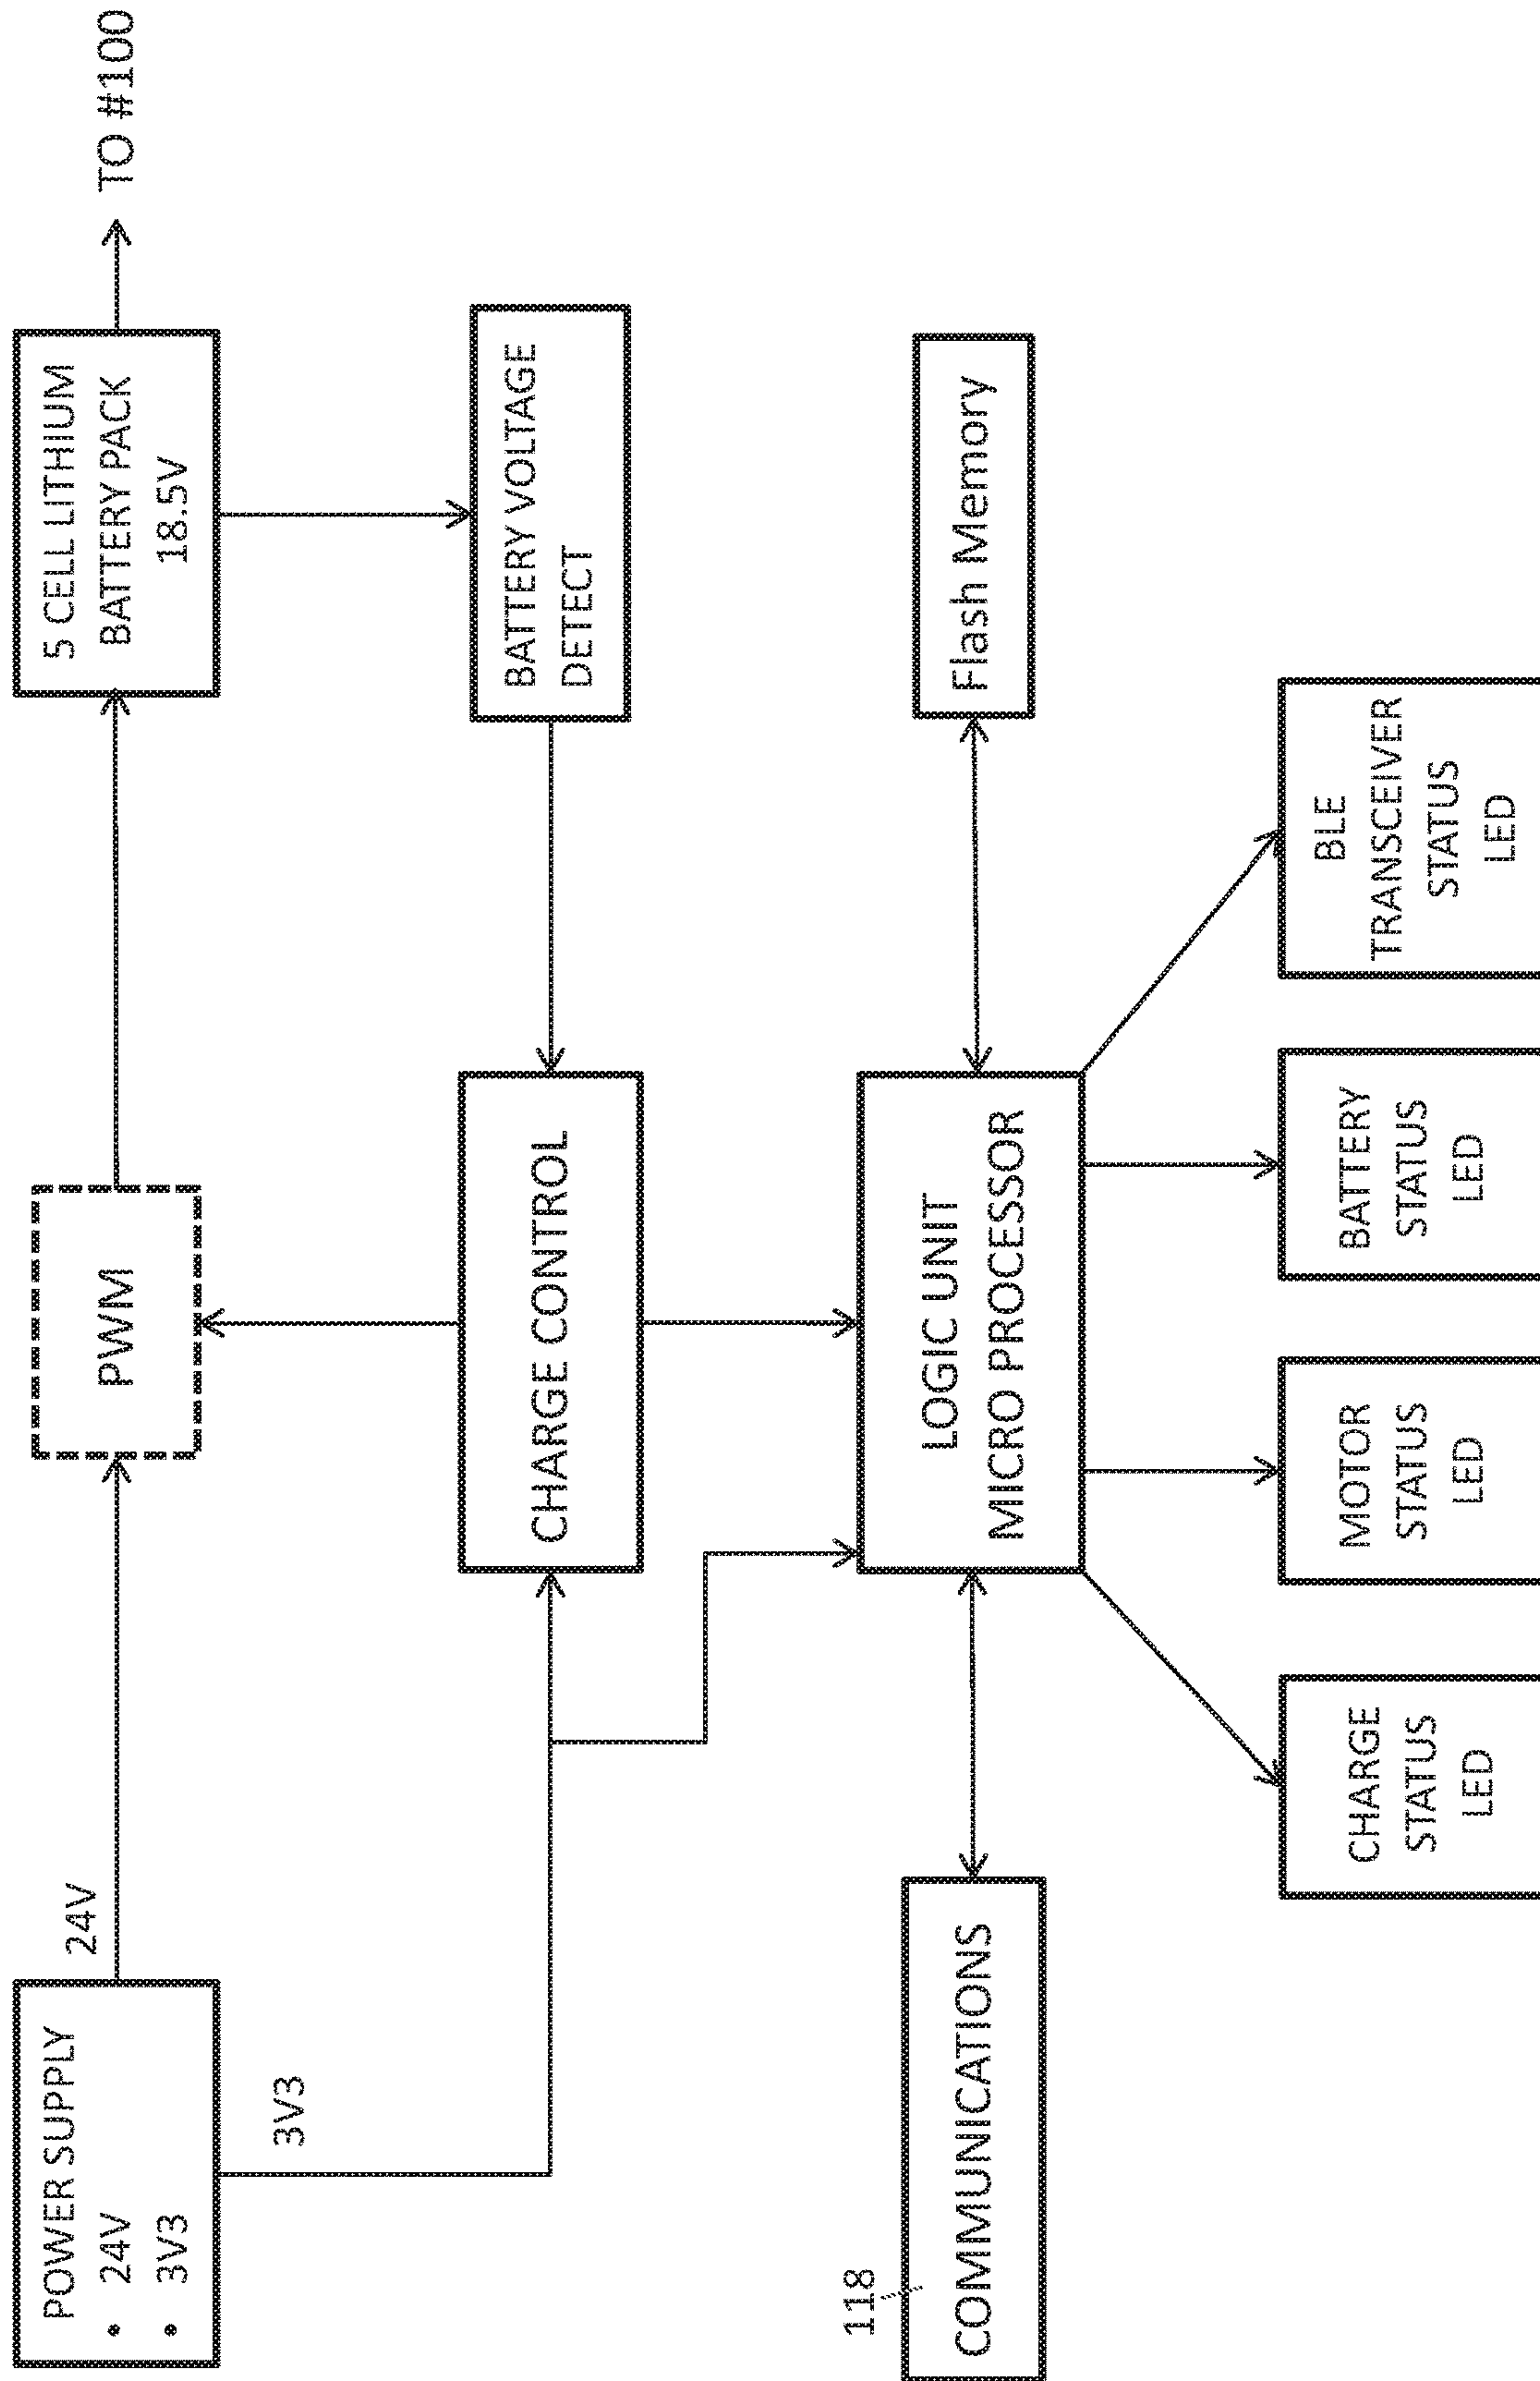 POWER SUPPLY
• 24V
• 3V3
24V
PWM
5 CELL LITHIUM
BATTERY PACK
18.5V
TO #100
3V3
CHARGE CONTROL
BATTERY VOLTAGE
DETECT
118
COMMUNICATIONS
LOGIC UNIT
MICRO PROCESSOR
Flash Memory
CHARGE
STATUS
LED
MOTOR
STATUS
LED
BATTERY
STATUS
LED
BLE
TRANSCEIVER
STATUS
LED